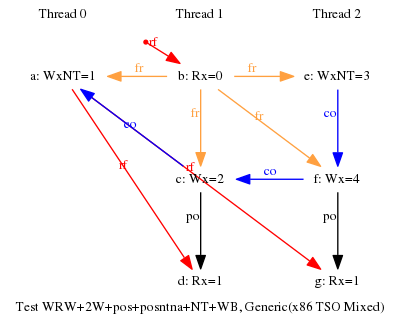 Thread 0 Thread 1 Thread 2
rf
a: WxNT=1 fr b: Rx=0 fr e: WxNT=3
fr fr co
co
rf rf
c: Wx=2 co f: Wx=4
po po
d: Rx=1 g: Rx=1
Test WRW+2W+pos+posntna+NT+WB, Generic(x86 TSO Mixed)